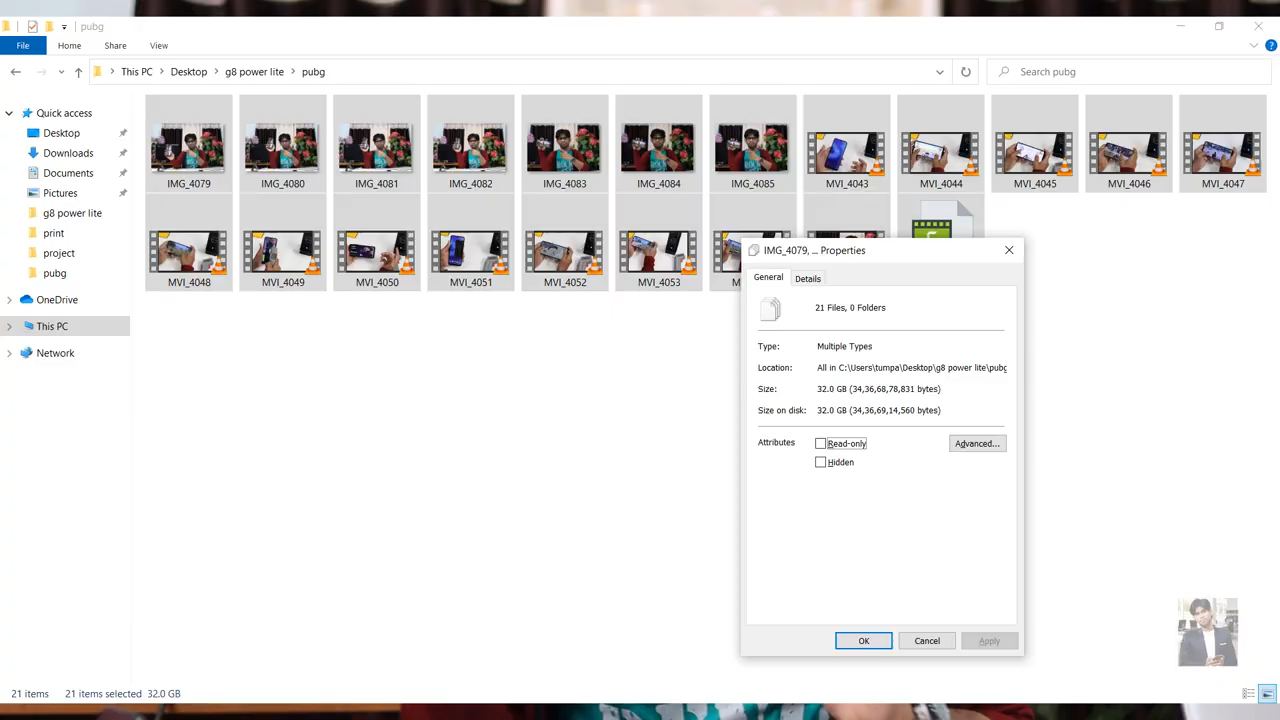 pubg
File Home Share View
This PC Desktop g8 power lite pubg
Search pubg
Quick access
Desktop
Downloads
Documents
Pictures
g8 power lite
print
project
pubg
OneDrive
This PC
Network
IMG_4079 IMG_4080 IMG_4081 IMG_4082 IMG_4083 IMG_4084 IMG_4085 MVI_4043 MVI_4044 MVI_4045 MVI_4046 MVI_4047
MVI_4048 MVI_4049 MVI_4050 MVI_4051 MVI_4052 MVI_4053
IMG_4079, ... Properties
General Details
21 Files, 0 Folders
Type: Multiple Types
Location: All in C:\Users\tumpa\Desktop\g8 power lite\pubg
Size: 32.0 GB (34,36,68,78,831 bytes)
Size on disk: 32.0 GB (34,36,69,14,560 bytes)
Attributes Read-only Advanced...
Hidden
OK Cancel Apply
21 items 21 items selected 32.0 GB